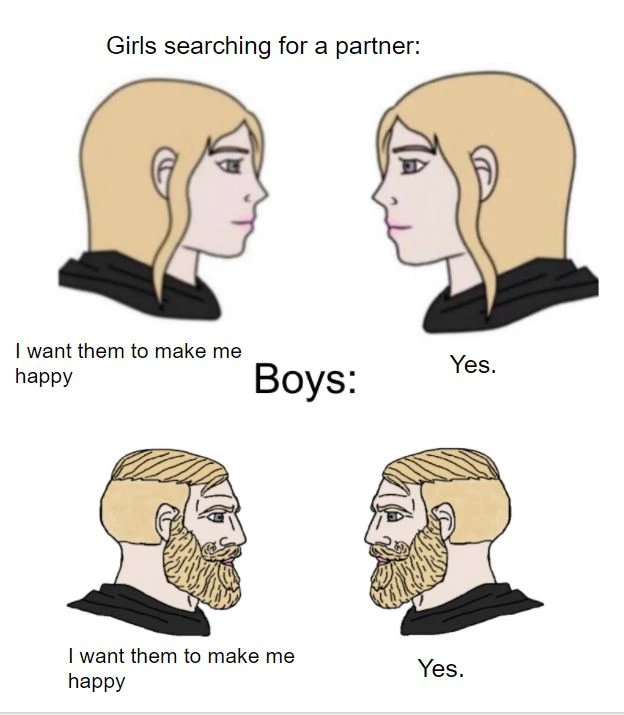 Girls searching for a partner:
I want them to make me
happy
Yes.
Boys:
I want them to make me
happy
Yes.